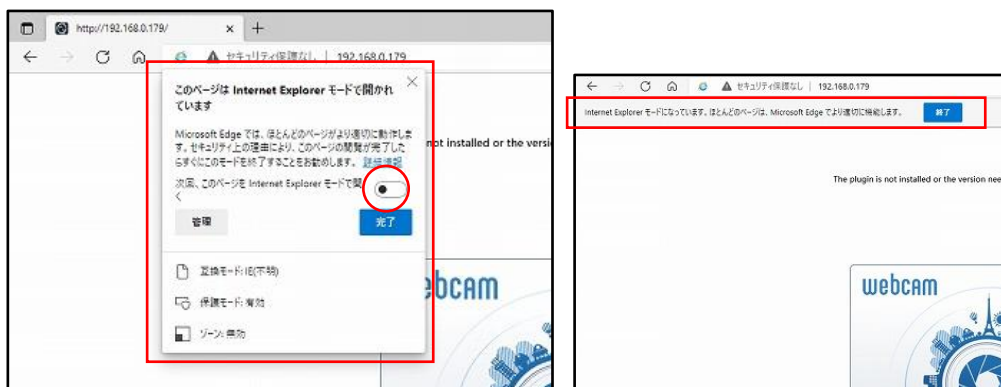 http://192.168.0.179/
セキュリティ保護なし | 192.168.0.179
このページは Internet Explorer モードで開かれ
ています
Microsoft Edge では、ほとんどのページがより適切に動作しま
す。セキュリティ上の理由により、このページの閲覧が完了した
らすぐにこのモードを終了することをお勧めします。 詳細情報
次回、このページを Internet Explorer モードで開
く
管理
完了
互換モード: IE(不明)
保護モード: 有効
ゾーン: 無効
not installed or the versi
ebcam
セキュリティ保護なし | 192.168.0.179
Internet Explorer モードになっています。ほとんどのページは、Microsoft Edge でより適切に機能します。
終了
The plugin is not installed or the version nee
webcam